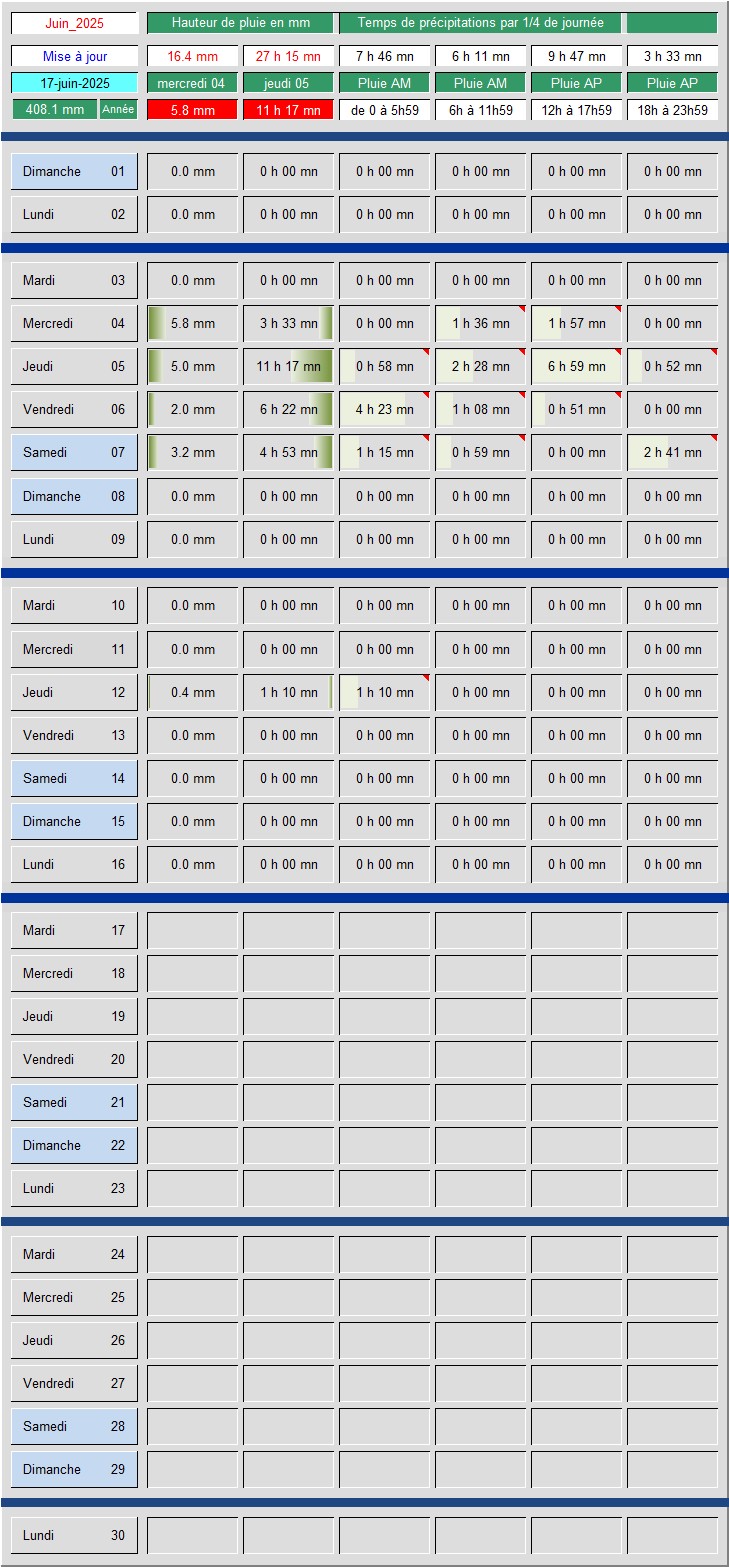 Juin_2025 Hauteur de pluie en mm Temps de précipitations par 1/4 de journée
Mise à jour 16.4 mm 27 h 15 mn 7 h 46 mn 6 h 11 mn 9 h 47 mn 3 h 33 mn
17-juin-2025 mercredi 04 jeudi 05 Pluie AM Pluie AM Pluie AP Pluie AP
408.1 mm Année 5.8 mm 11 h 17 mn de 0 à 5h59 6h à 11h59 12h à 17h59 18h à 23h59
Dimanche 01 0.0 mm 0 h 00 mn 0 h 00 mn 0 h 00 mn 0 h 00 mn 0 h 00 mn
Lundi 02 0.0 mm 0 h 00 mn 0 h 00 mn 0 h 00 mn 0 h 00 mn 0 h 00 mn
Mardi 03 0.0 mm 0 h 00 mn 0 h 00 mn 0 h 00 mn 0 h 00 mn 0 h 00 mn
Mercredi 04 5.8 mm 3 h 33 mn 0 h 00 mn 1 h 36 mn 1 h 57 mn 0 h 00 mn
Jeudi 05 5.0 mm 11 h 17 mn 0 h 58 mn 2 h 28 mn 6 h 59 mn 0 h 52 mn
Vendredi 06 2.0 mm 6 h 22 mn 4 h 23 mn 1 h 08 mn 0 h 51 mn 0 h 00 mn
Samedi 07 3.2 mm 4 h 53 mn 1 h 15 mn 0 h 59 mn 0 h 00 mn 2 h 41 mn
Dimanche 08 0.0 mm 0 h 00 mn 0 h 00 mn 0 h 00 mn 0 h 00 mn 0 h 00 mn
Lundi 09 0.0 mm 0 h 00 mn 0 h 00 mn 0 h 00 mn 0 h 00 mn 0 h 00 mn
Mardi 10 0.0 mm 0 h 00 mn 0 h 00 mn 0 h 00 mn 0 h 00 mn 0 h 00 mn
Mercredi 11 0.0 mm 0 h 00 mn 0 h 00 mn 0 h 00 mn 0 h 00 mn 0 h 00 mn
Jeudi 12 0.4 mm 1 h 10 mn 1 h 10 mn 0 h 00 mn 0 h 00 mn 0 h 00 mn
Vendredi 13 0.0 mm 0 h 00 mn 0 h 00 mn 0 h 00 mn 0 h 00 mn 0 h 00 mn
Samedi 14 0.0 mm 0 h 00 mn 0 h 00 mn 0 h 00 mn 0 h 00 mn 0 h 00 mn
Dimanche 15 0.0 mm 0 h 00 mn 0 h 00 mn 0 h 00 mn 0 h 00 mn 0 h 00 mn
Lundi 16 0.0 mm 0 h 00 mn 0 h 00 mn 0 h 00 mn 0 h 00 mn 0 h 00 mn
Mardi 17
Mercredi 18
Jeudi 19
Vendredi 20
Samedi 21
Dimanche 22
Lundi 23
Mardi 24
Mercredi 25
Jeudi 26
Vendredi 27
Samedi 28
Dimanche 29
Lundi 30